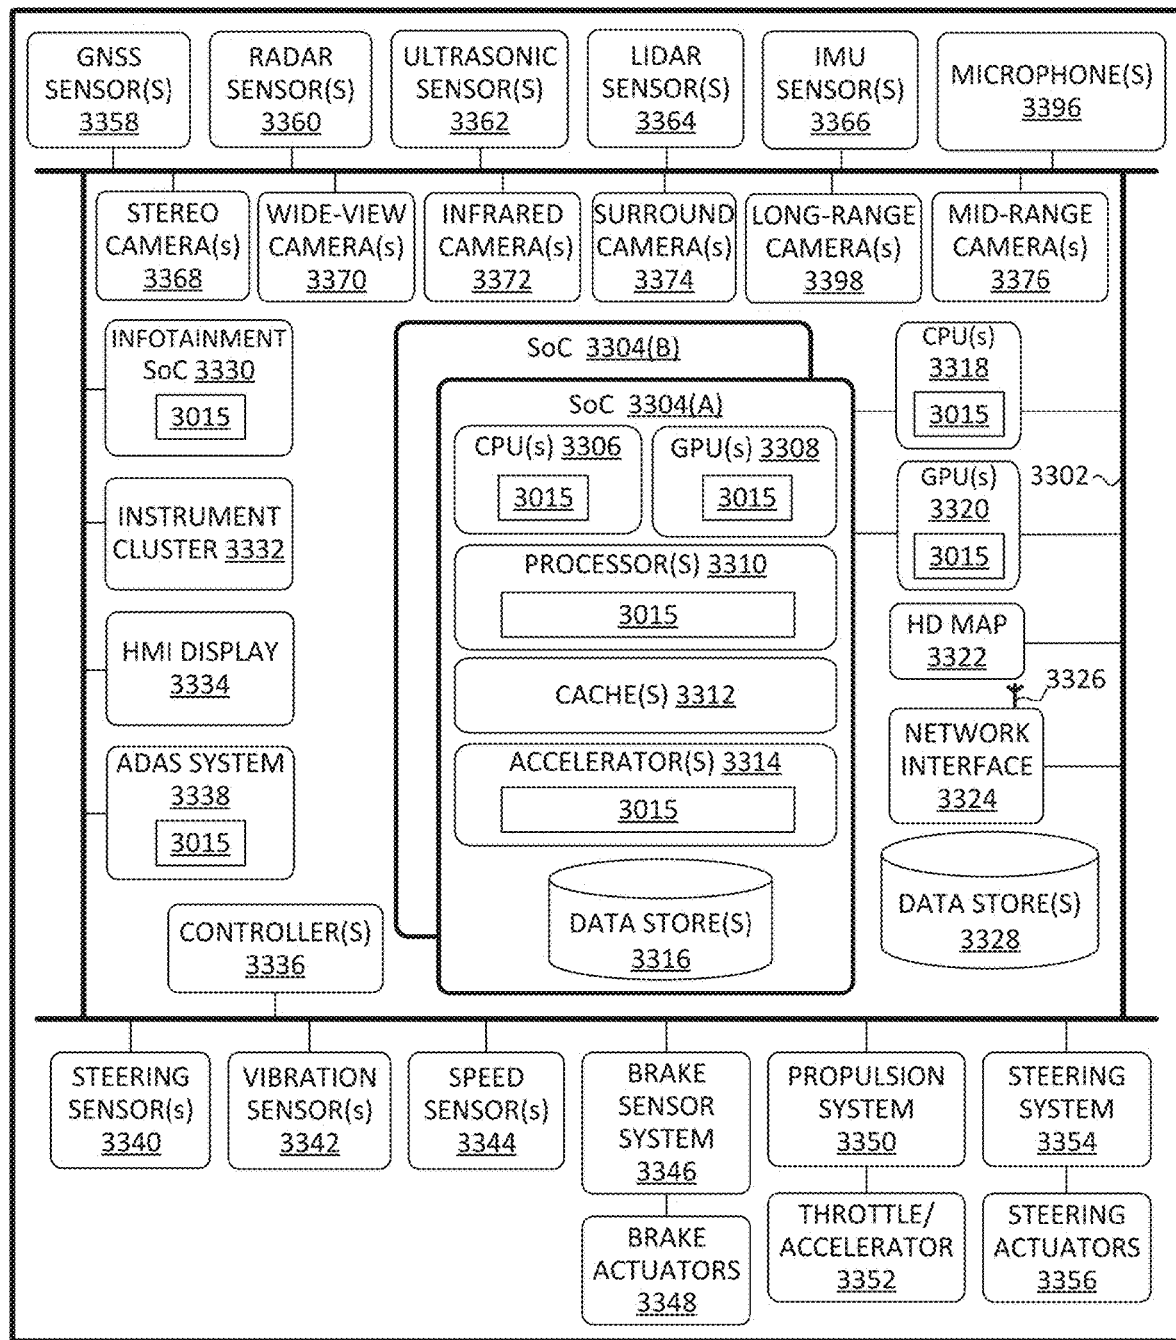 GNSS
SENSOR(S)
3358
RADAR
SENSOR(S)
3360
ULTRASONIC
SENSOR(S)
3362
LIDAR
SENSOR(S)
3364
IMU
SENSOR(S)
3366
MICROPHONE(S)
3396
STEREO
CAMERA(s)
3368
WIDE-VIEW
CAMERA(s)
3370
INFRARED
CAMERA(s)
3372
SURROUND
CAMERA(s)
3374
LONG-RANGE
CAMERA(s)
3398
MID-RANGE
CAMERA(s)
3376
INFOTAINMENT
SoC 3330
3015
INSTRUMENT
CLUSTER 3332
HMI DISPLAY
3334
ADAS SYSTEM
3338
3015
CONTROLLER(S)
3336
SoC 3304(B)
SoC 3304(A)
CPU(s) 3306
3015
GPU(s) 3308
3015
PROCESSOR(S) 3310
3015
CACHE(S) 3312
ACCELERATOR(S) 3314
3015
DATA STORE(S)
3316
CPU(s)
3318
3015
GPU(s)
3320
3015
3302
HD MAP
3322
3326
NETWORK
INTERFACE
3324
DATA STORE(S)
3328
STEERING
SENSOR(s)
3340
VIBRATION
SENSOR(s)
3342
SPEED
SENSOR(s)
3344
BRAKE
SENSOR
SYSTEM
3346
BRAKE
ACTUATORS
3348
PROPULSION
SYSTEM
3350
THROTTLE/
ACCELERATOR
3352
STEERING
SYSTEM
3354
STEERING
ACTUATORS
3356